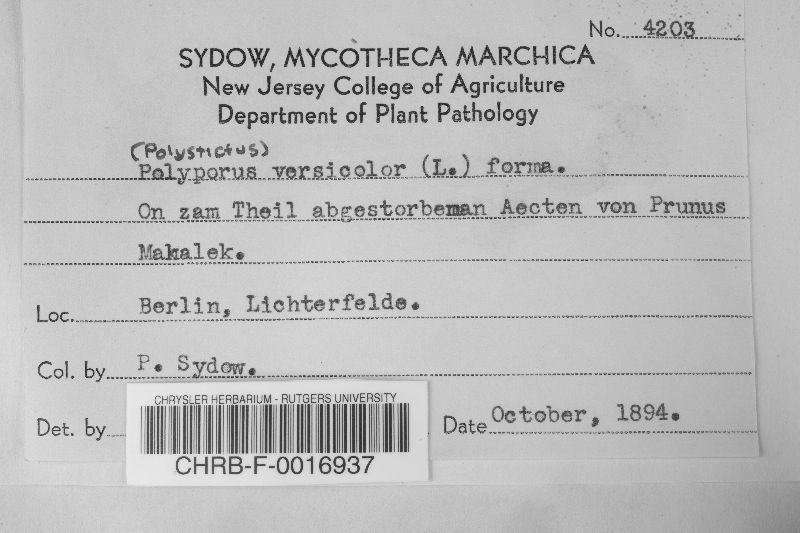 No. 4203
SYDOW, MYCOTHECA MARCHICA
New Jersey College of Agriculture
Department of Plant Pathology
(Polystictus)
Polyporus versicolor (L.) forma.
On zam Theil abgestorbeman Aecten von Prunus
Makalek.
Loc. Berlin, Lichterfelde.
Col. by P. Sydow.
CHRYSLER HERBARIUM - RUTGERS UNIVERSITY
Det. by
Date October, 1894.
CHRB-F-0016937